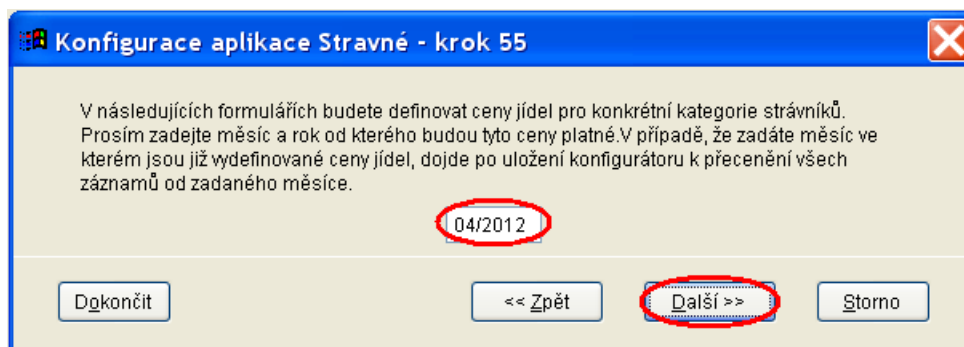 Konfigurace aplikace Stravné - krok 55
V následujících formulářích budete definovat ceny jídel pro konkrétní kategorie strávníků.
Prosím zadejte měsíc a rok od kterého budou tyto ceny platné.V případě, že zadáte měsíc ve
kterém jsou již vydefinované ceny jídel, dojde po uložení konfigurátoru k přecenění všech
záznamů od zadaného měsíce.
04/2012
Dokončit
<< Zpět
Další >>
Storno